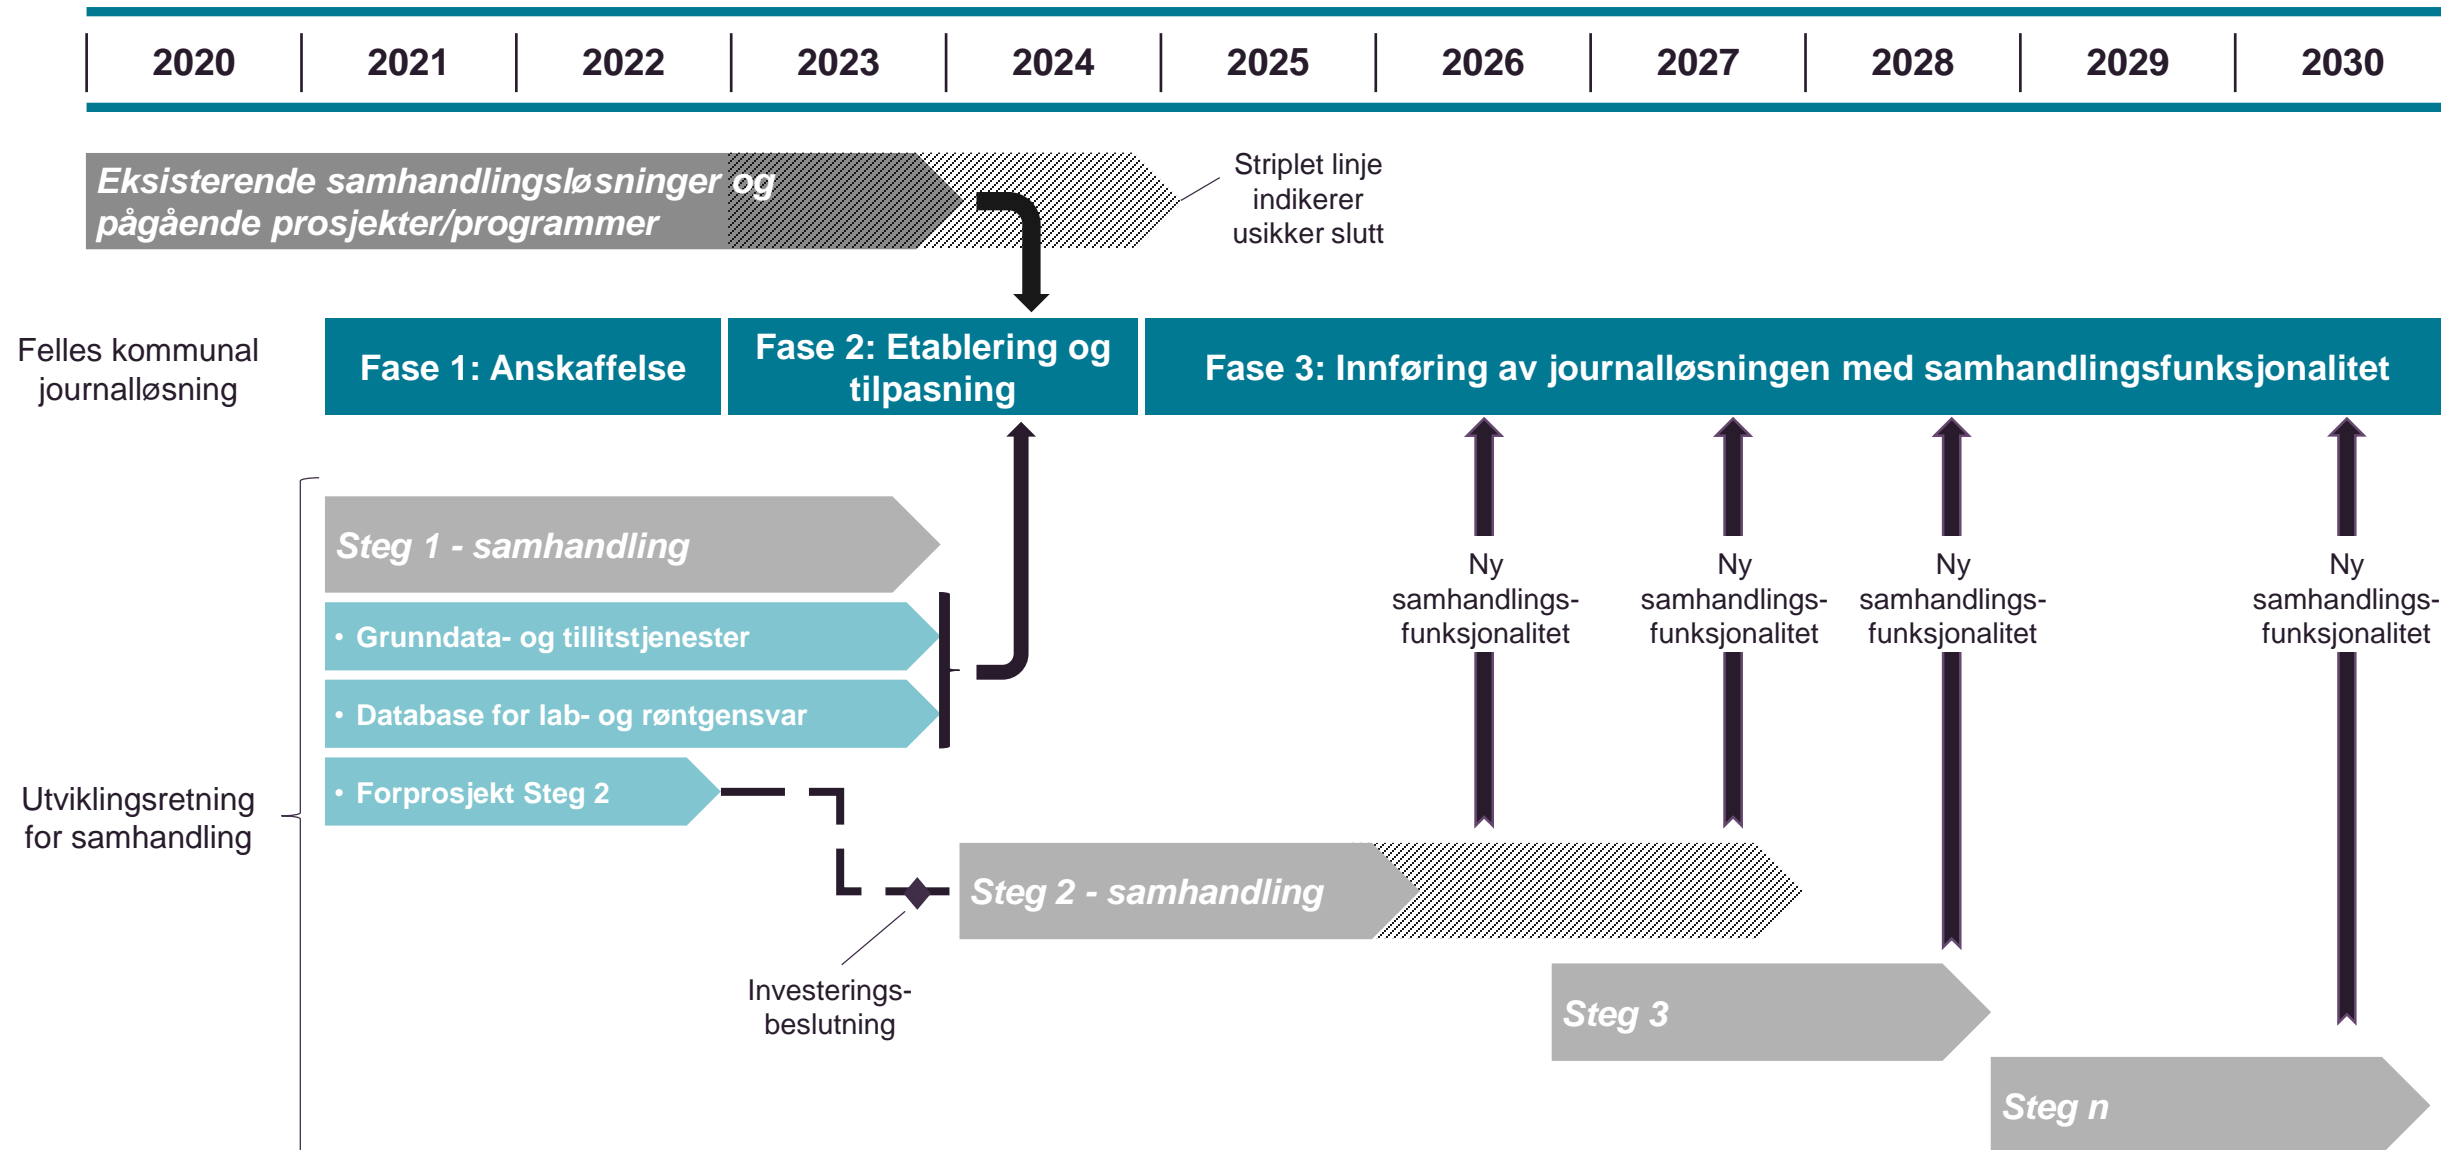 2020 2021 2022 2023 2024 2025 2026 2027 2028 2029 2030
Eksisterende samhandlingsløsninger og
pågående prosjekter/programmer
Striplet linje
indikerer
usikker slutt
Felles kommunal
journalløsning
Fase 1: Anskaffelse
Fase 2: Etablering og
tilpasning
Fase 3: Innføring av journalløsningen med samhandlingsfunksjonalitet
Utviklingsretning
for samhandling
Steg 1 - samhandling
• Grunndata- og tillitstjenester
• Database for lab- og røntgensvar
• Forprosjekt Steg 2
Ny
samhandlings-
funksjonalitet
Ny
samhandlings-
funksjonalitet
Ny
samhandlings-
funksjonalitet
Ny
samhandlings-
funksjonalitet
Steg 2 - samhandling
Investerings-
beslutning
Steg 3
Steg n